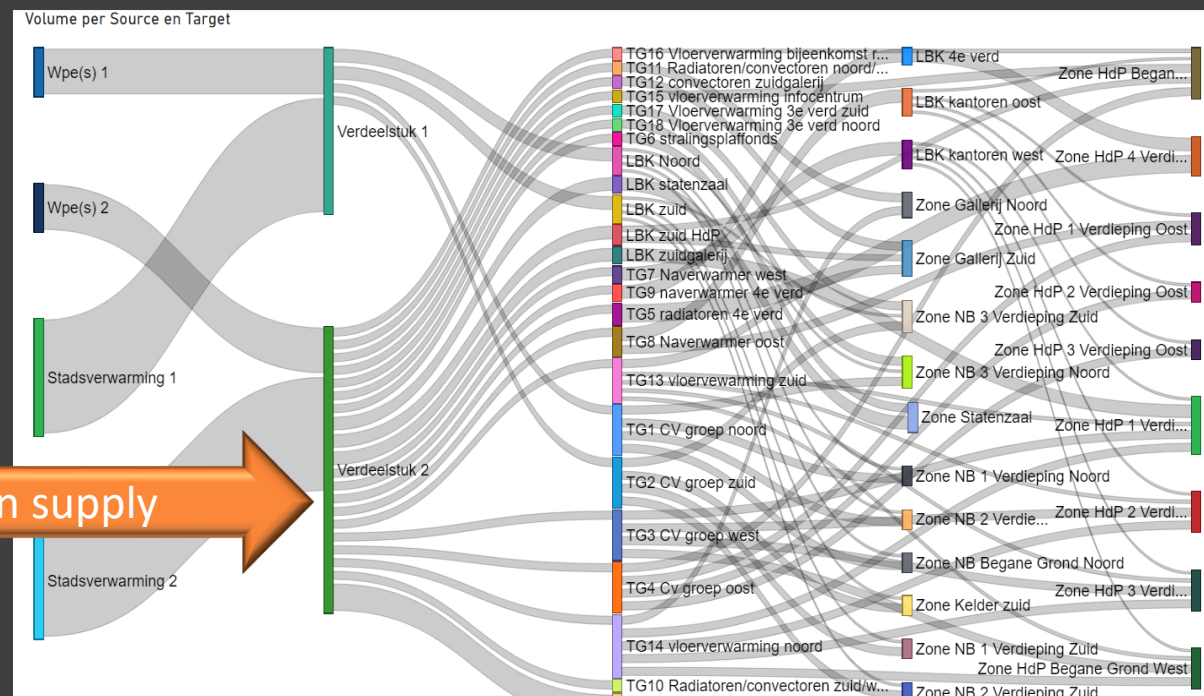 Volume per Source en Target
Wpe(s) 1
Wpe(s) 2
Stadsverwarming 1
Stadsverwarming 2
n supply
Verdeelstuk 1
Verdeelstuk 2
TG16 Vloerverwarming bijeenkomst r...
TG11 Radiatoren/convectoren noord/...
TG12 convectoren zuidgalerij
TG15 vloerverwarming infocentrum
TG17 Vloerverwarming 3e verd zuid
TG18 Vloerverwarming 3e verd noord
TG6 stralingsplaffonds
LBK Noord
LBK statenzaal
LBK zuid
LBK zuid HdP
LBK zuidgalerij
TG7 Naverwarmer west
TG9 naverwarmer 4e verd
TG5 radiatoren 4e verd
TG8 Naverwarmer oost
TG13 vloervewarming zuid
TG1 CV groep noord
TG2 CV groep zuid
TG3 CV groep west
TG4 Cv groep oost
TG14 vloerverwarming noord
TG10 Radiatoren/convectoren zuid/w...
LBK 4e verd
LBK kantoren oost
LBK kantoren west
Zone Gallerij Noord
Zone Gallerij Zuid
Zone NB 3 Verdieping Zuid
Zone NB 3 Verdieping Noord
Zone Statenzaal
Zone NB 1 Verdieping Noord
Zone NB 2 Verdie...
Zone NB Begane Grond Noord
Zone Kelder zuid
Zone NB 1 Verdieping Zuid
Zone NB 2 Verdieping Zuid
Zone HdP Began...
Zone HdP 4 Verdi...
Zone HdP 1 Verdieping Oost
Zone HdP 2 Verdieping Oost
Zone HdP 3 Verdieping Oost
Zone HdP 1 Verdi...
Zone HdP 2 Verdi...
Zone HdP 3 Verdi...
Zone HdP Begane Grond West